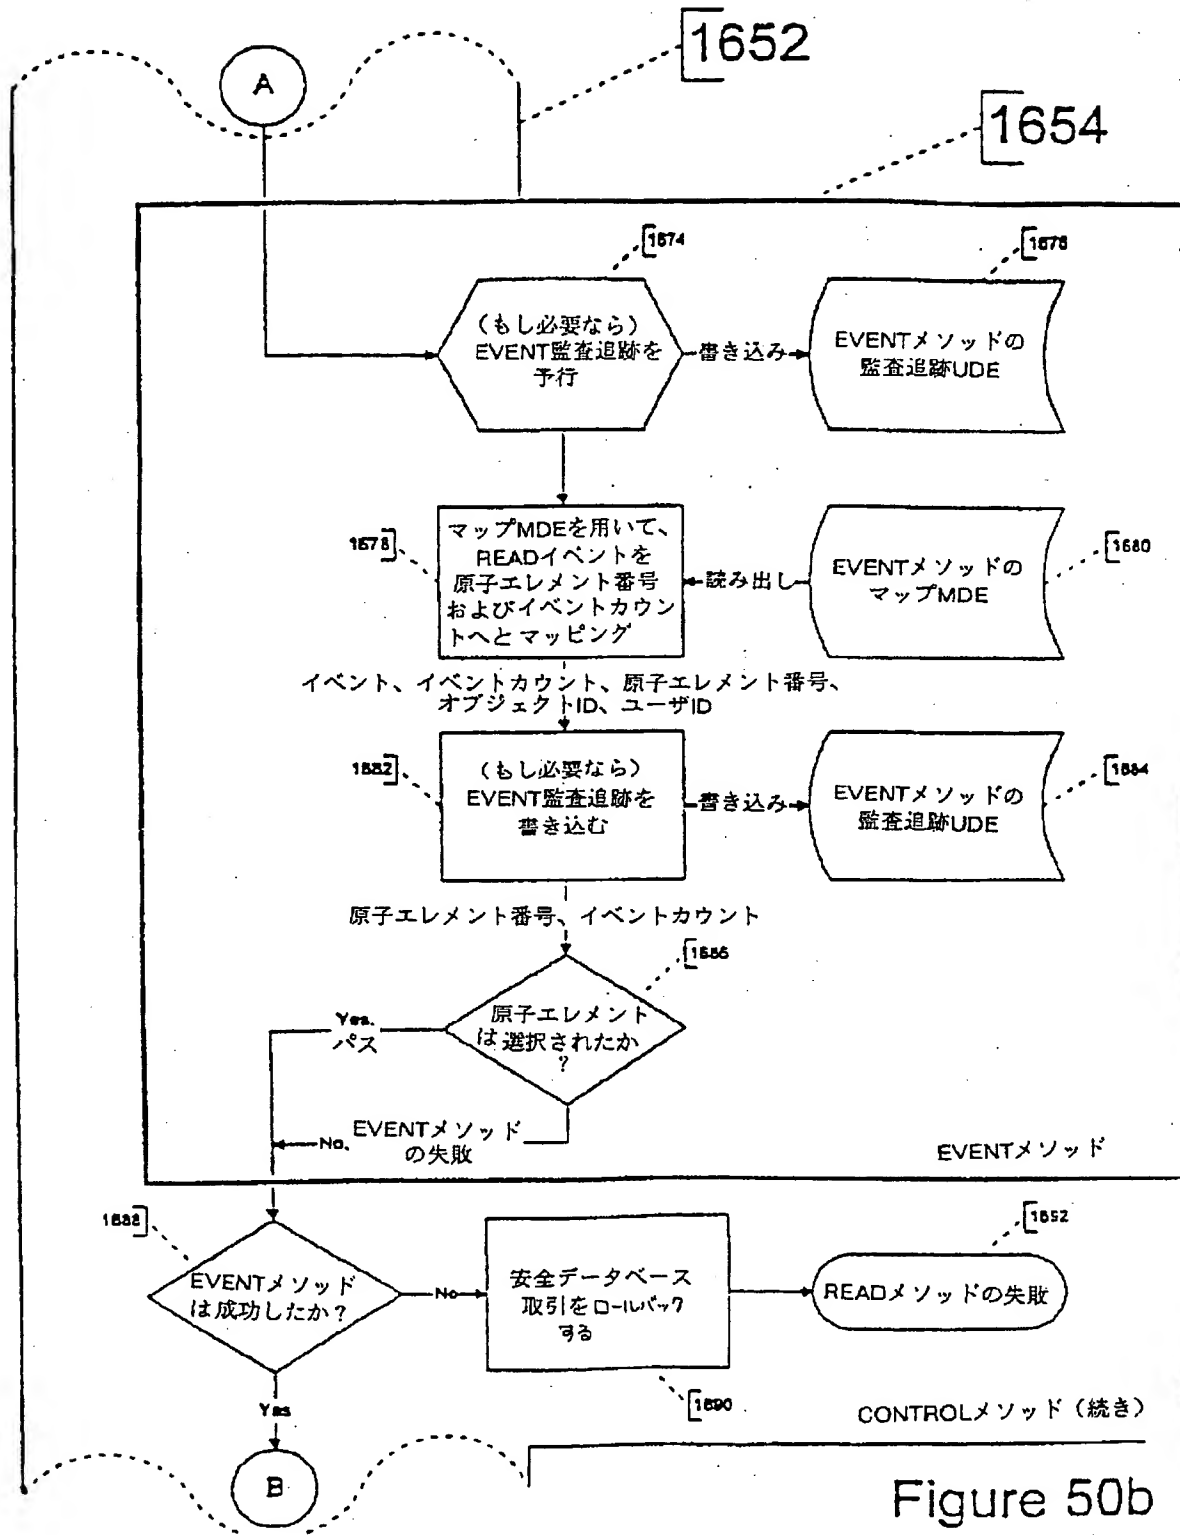 1652
A
1654
1674
1676
(もし必要なら)
EVENT監査追跡を
予行
書き込み
EVENTメソッドの
監査追跡UDE
1678
マップMDEを用いて、
READイベントを
原子エレメント番号
およびイベントカウン
トへとマッピング
読み出し
EVENTメソッドの
マップMDE
1680
イベント、イベントカウント、原子エレメント番号、
オブジェクトID、ユーザID
1682
(もし必要なら)
EVENT監査追跡を
書き込む
書き込み
EVENTメソッドの
監査追跡UDE
1684
原子エレメント番号、イベントカウント
1686
原子エレメント
は選択されたか
?
Yes.
パス
No.
EVENTメソッド
の失敗
EVENTメソッド
1688
EVENTメソッド
は成功したか?
No
安全データベース
取引をロールバック
する
1690
1692
READメソッドの失敗
Yes
CONTROLメソッド(続き)
B
Figure 50b